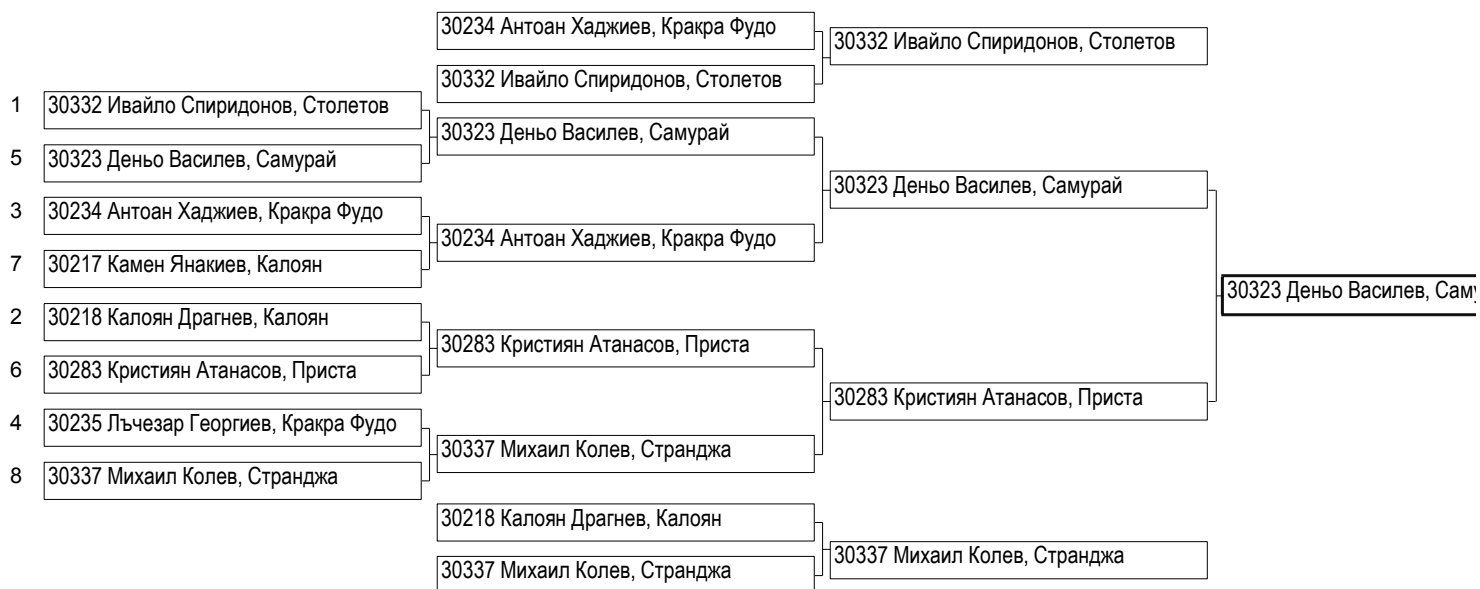 30234 Антоан Хаджиев, Кракра Фудо
30332 Ивайло Спиридонов, Столетов
30332 Ивайло Спиридонов, Столетов
1 30332 Ивайло Спиридонов, Столетов
30323 Деньо Василев, Самурай
5 30323 Деньо Василев, Самурай
30323 Деньо Василев, Самурай
3 30234 Антоан Хаджиев, Кракра Фудо
30234 Антоан Хаджиев, Кракра Фудо
7 30217 Камен Янакиев, Калоян
30323 Деньо Василев, Саму
2 30218 Калоян Драгнев, Калоян
30283 Кристиян Атанасов, Приста
6 30283 Кристиян Атанасов, Приста
30283 Кристиян Атанасов, Приста
4 30235 Лъчезар Георгиев, Кракра Фудо
30337 Михаил Колев, Странджа
8 30337 Михаил Колев, Странджа
30218 Калоян Драгнев, Калоян
30337 Михаил Колев, Странджа
30337 Михаил Колев, Странджа